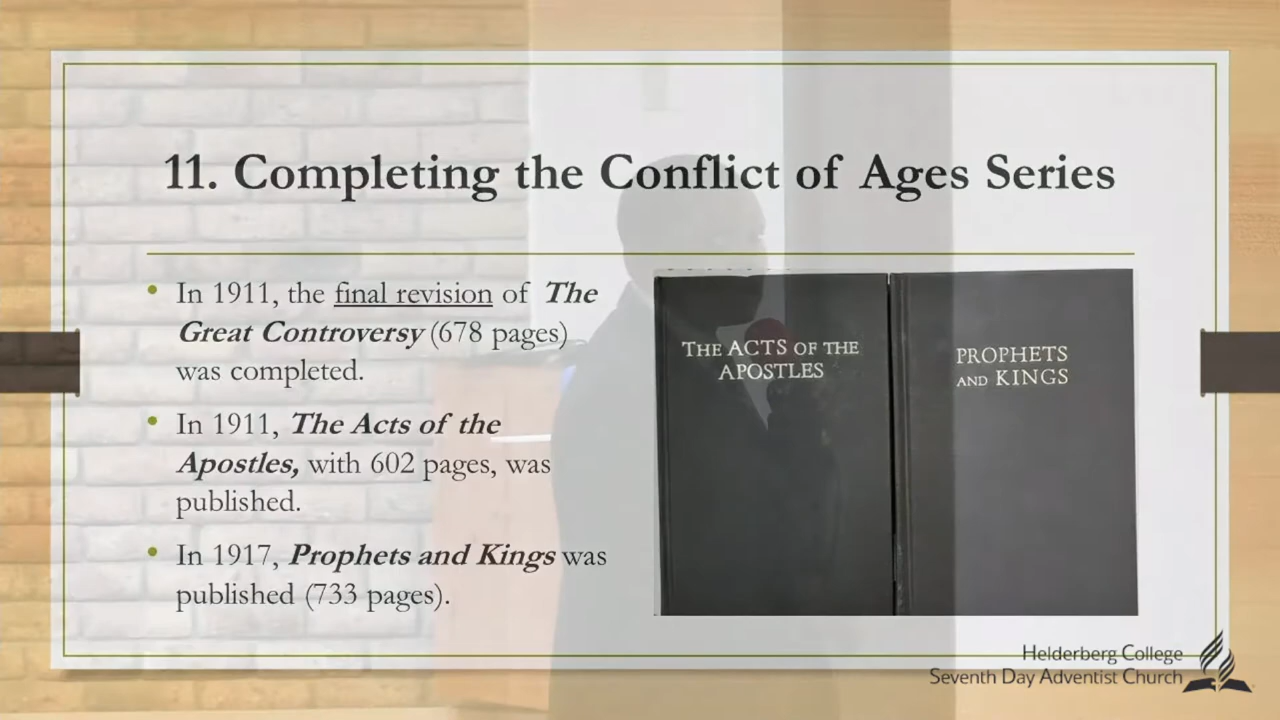 11. Completing the Conflict of Ages Series
• In 1911, the final revision of The
Great Controversy (678 pages)
was completed.
• In 1911, The Acts of the
Apostles, with 602 pages, was
published.
• In 1917, Prophets and Kings was
published (733 pages).
THE ACTS OF THE
APOSTLES
PROPHETS
AND KINGS
Helderberg College
Seventh Day Adventist Church